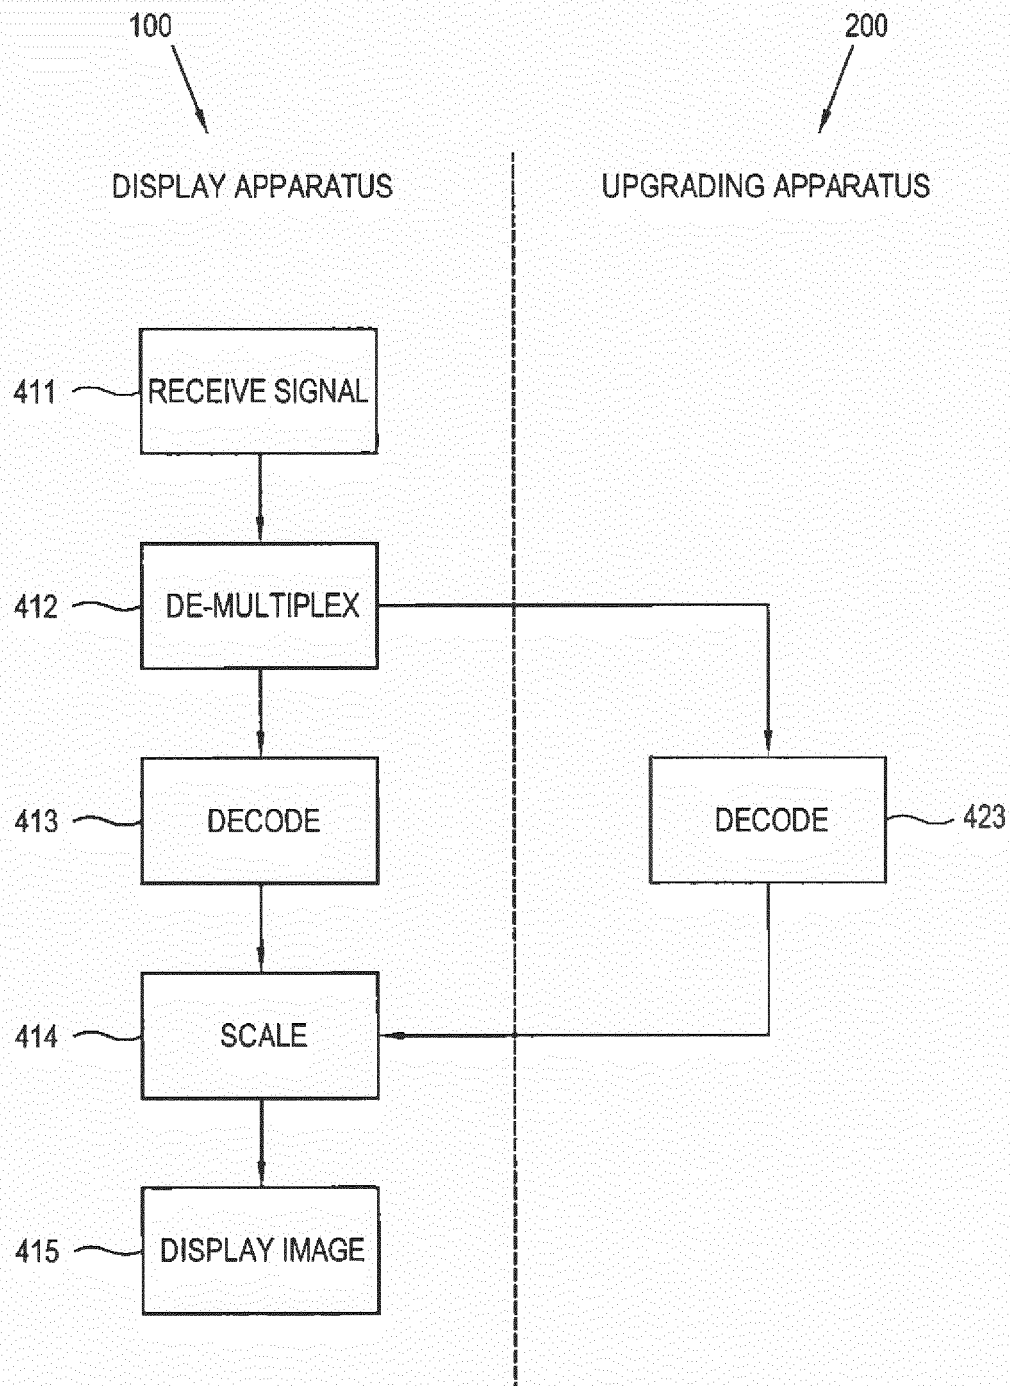 100
200
DISPLAY APPARATUS
UPGRADING APPARATUS
411
RECEIVE SIGNAL
412
DE-MULTIPLEX
413
DECODE
DECODE
423
414
SCALE
415
DISPLAY IMAGE